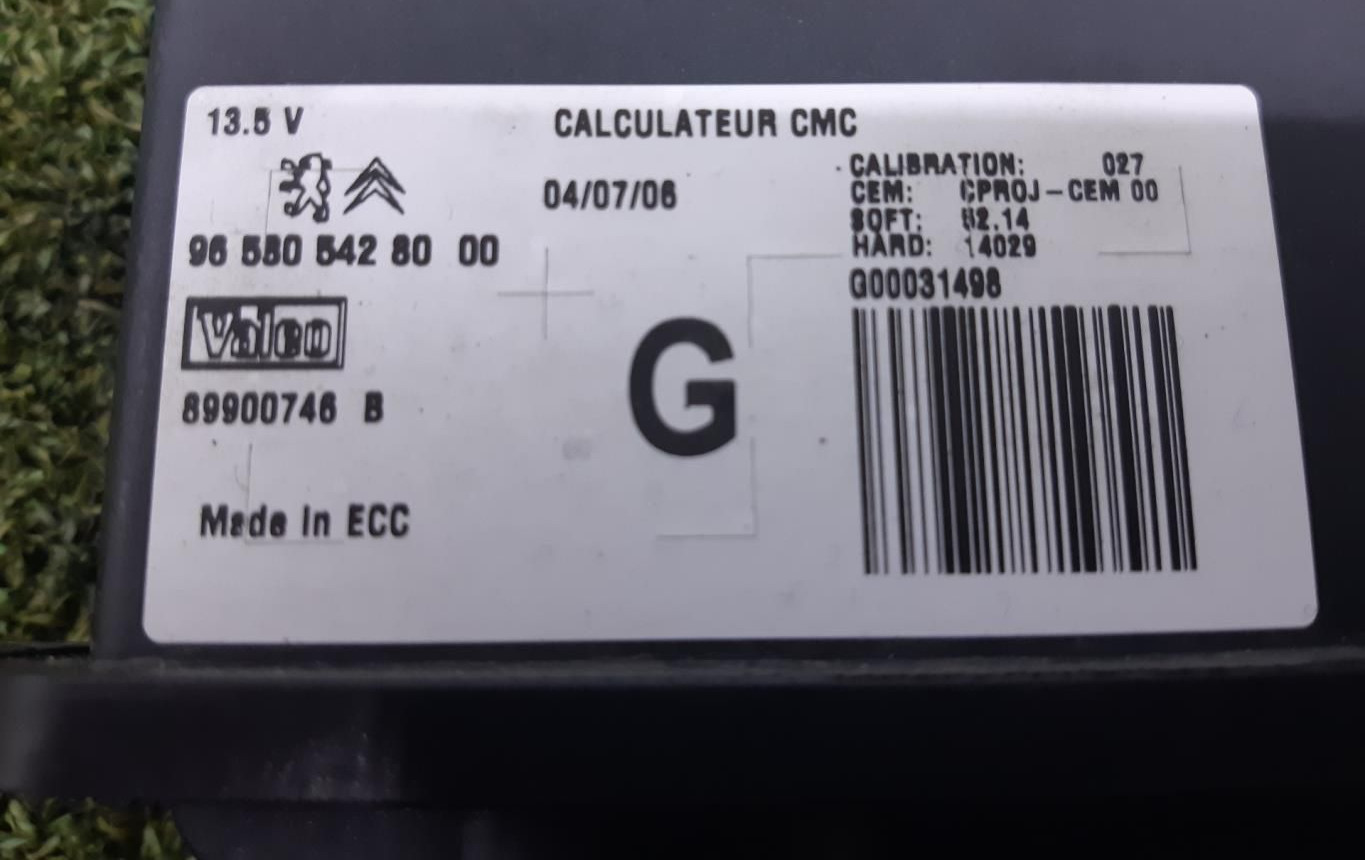 13.5 V
CALCULATEUR CMC
04/07/06
CALIBRATION: 027
CEM: CPROJ-CEM 00
SOFT: 52.14
HARD: 14029
G00031498
96 580 542 80 00
Valeo
89900746 B
G
Made In ECC